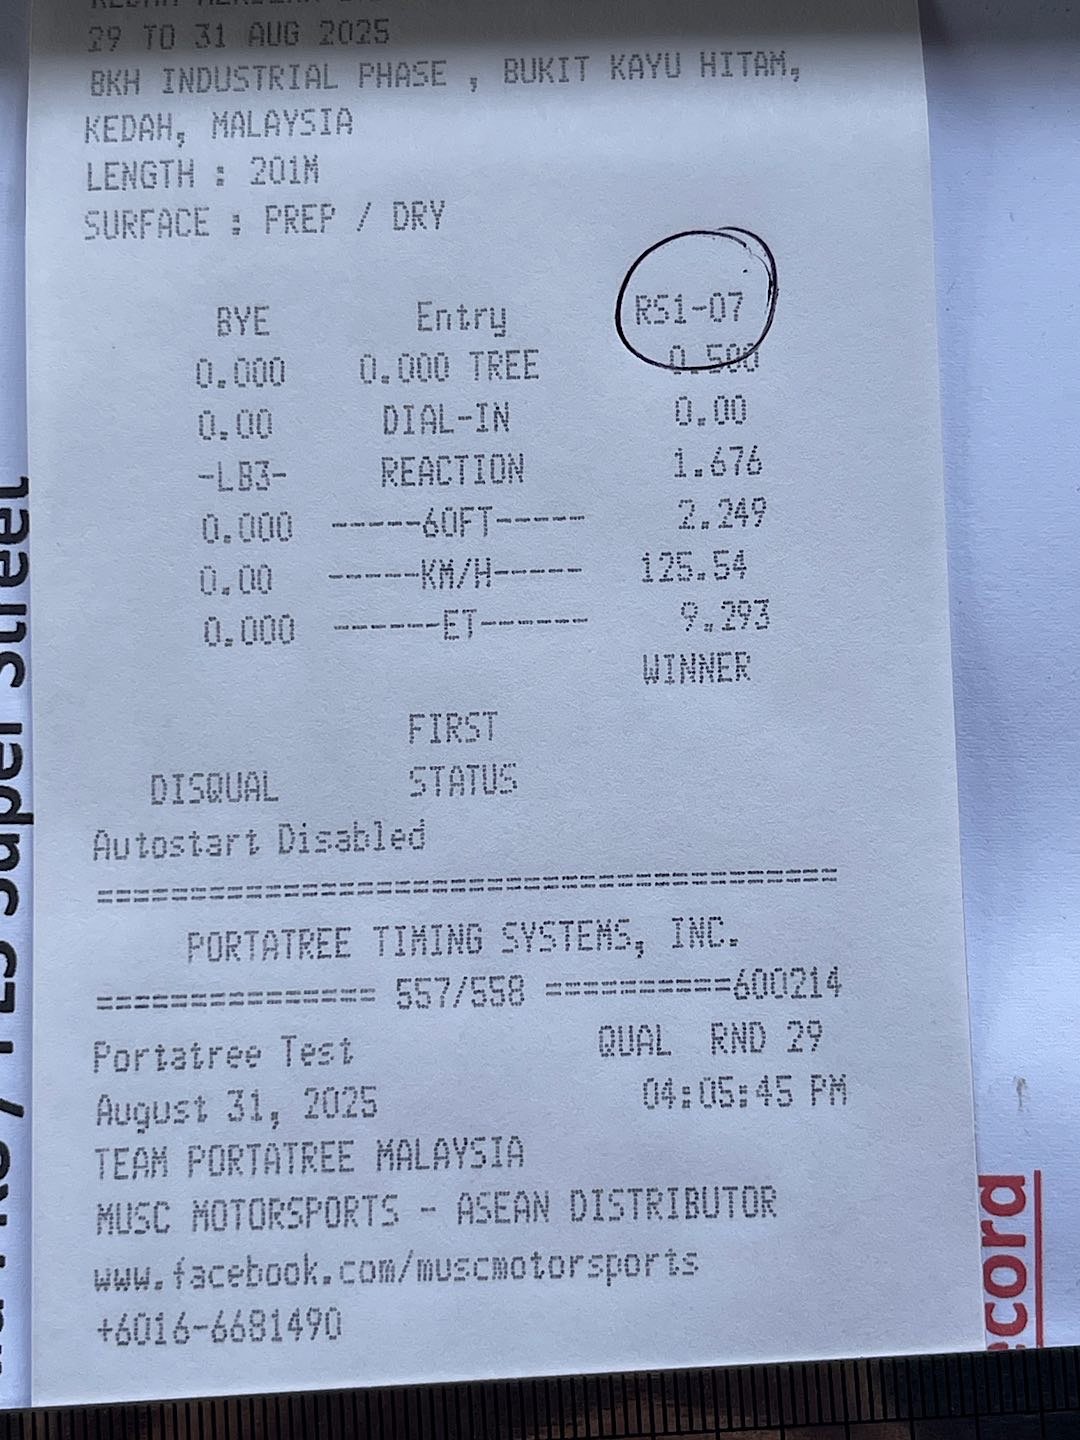 29 TO 31 AUG 2025
BKH INDUSTRIAL PHASE , BUKIT KAYU HITAM,
KEDAH, MALAYSIA
LENGTH : 201M
SURFACE : PREP / DRY
BYE Entry RS1-07
0.000 0.000 TREE 0.500
0.00 DIAL-IN 0.00
-LB3- REACTION 1.676
0.000 -----60FT----- 2.249
0.00 -----KM/H----- 125.54
0.000 ------ET------ 9.293
WINNER
FIRST
DISQUAL STATUS
Autostart Disabled
=========================================
PORTATREE TIMING SYSTEMS, INC.
=============== 557/558 ==========600214
Portatree Test QUAL RND 29
August 31, 2025 04:05:45 PM
TEAM PORTATREE MALAYSIA
MUSC MOTORSPORTS - ASEAN DISTRIBUTOR
www.facebook.com/muscmotorsports
+6016-6681490
Super Street